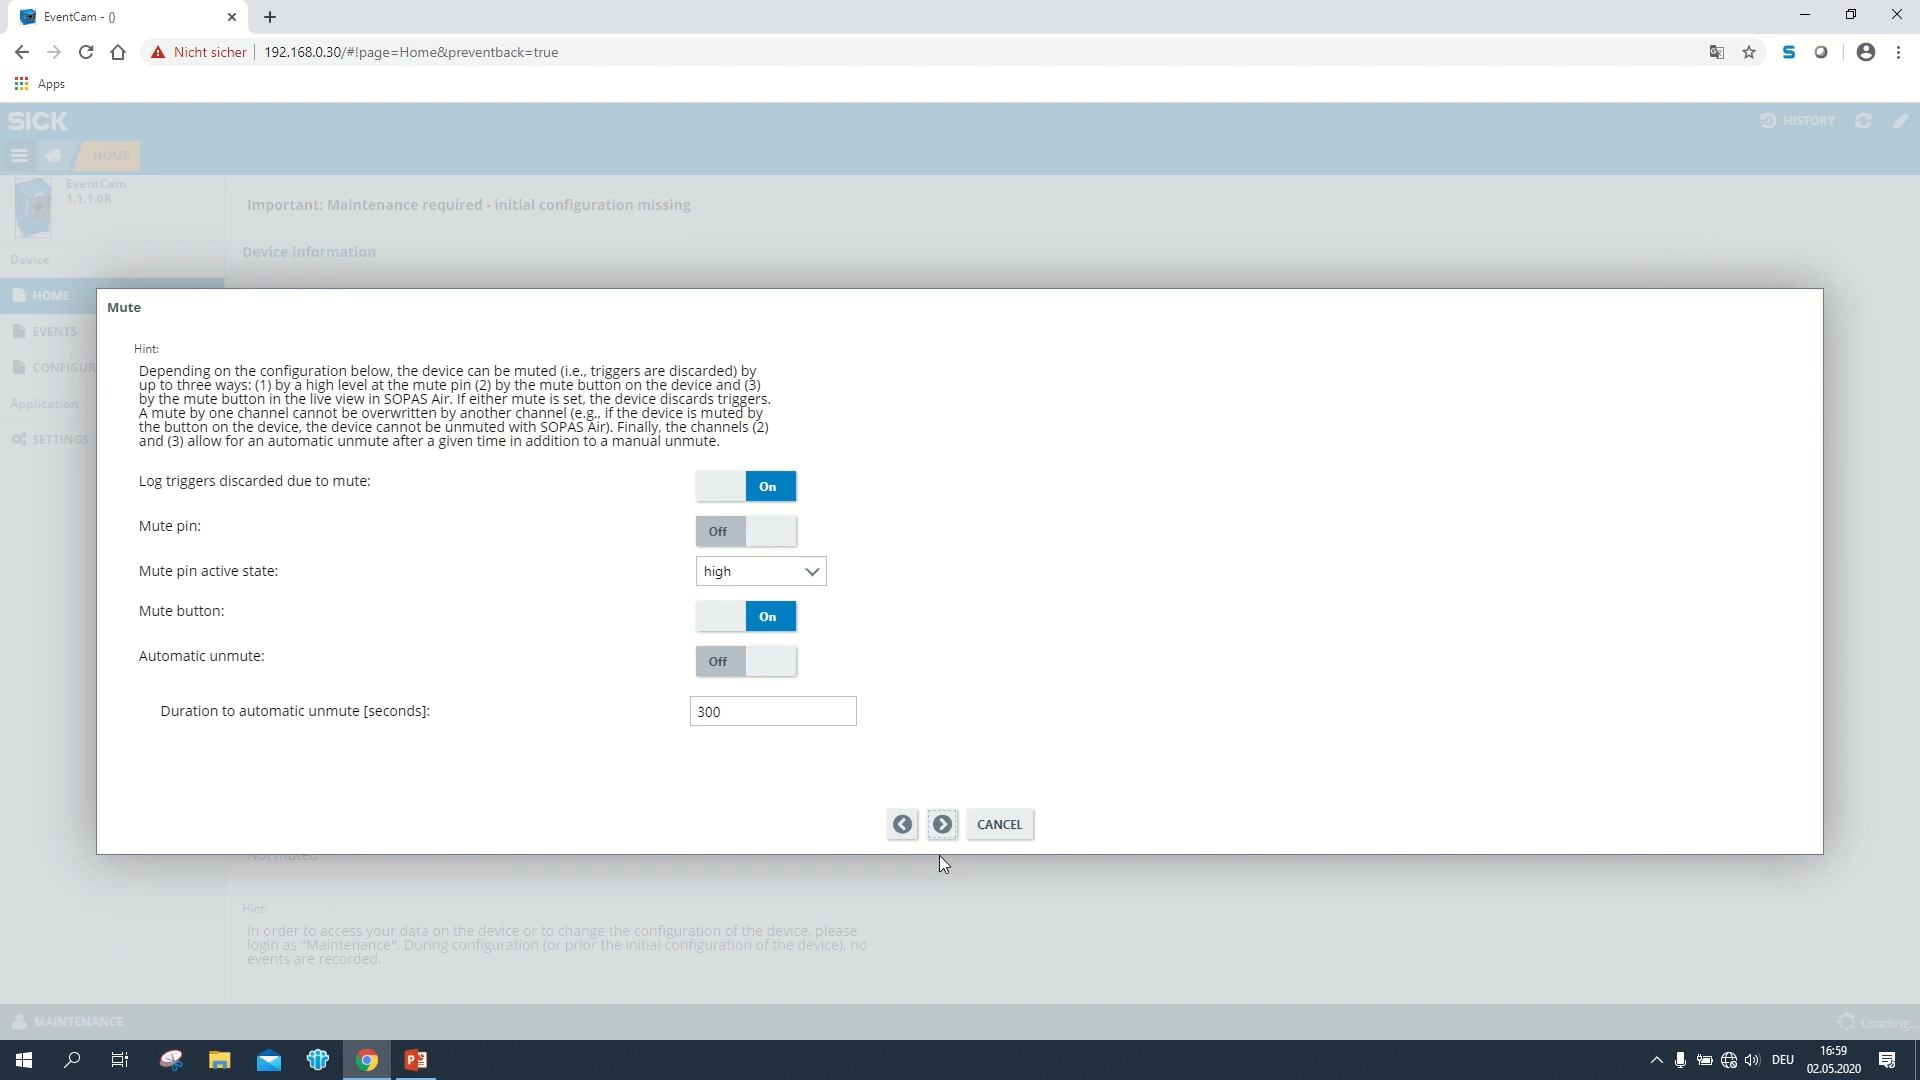 EventCam - ()
Nicht sicher
192.168.0.30/#!page=Home&preventback=true
Apps
SICK
HISTORY
HOME
EventCam
1.1.1.0R
Important: Maintenance required - initial configuration missing
Device information
Device
HOME
EVENTS
CONFIGUR
Application
SETTINGS
Mute
Hint:
Depending on the configuration below, the device can be muted (i.e., triggers are discarded) by
up to three ways: (1) by a high level at the mute pin (2) by the mute button on the device and (3)
by the mute button in the live view in SOPAS Air. If either mute is set, the device discards triggers.
A mute by one channel cannot be overwritten by another channel (e.g., if the device is muted by
the button on the device, the device cannot be unmuted with SOPAS Air). Finally, the channels (2)
and (3) allow for an automatic unmute after a given time in addition to a manual unmute.
Log triggers discarded due to mute:
On
Mute pin:
Off
Mute pin active state:
high
Mute button:
On
Automatic unmute:
Off
Duration to automatic unmute [seconds]:
300
CANCEL
Not muted
Hint:
In order to access your data on the device or to change the configuration of the device, please
login as "Maintenance". During configuration (or prior the initial configuration of the device), no
events are recorded.
MAINTENANCE
Loading...
DEU
16:59
02.05.2020